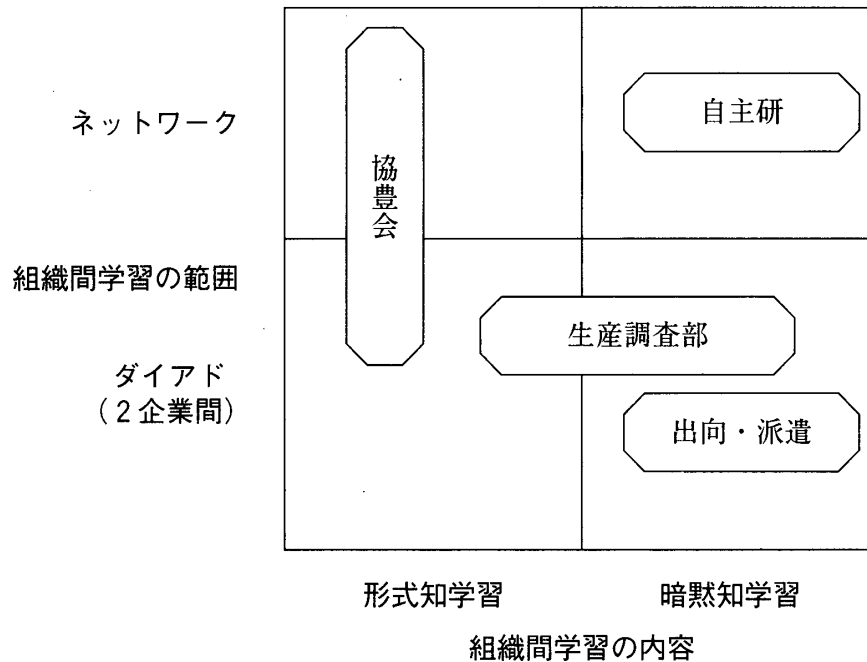 ネットワーク
自主研
協豊会
組織間学習の範囲
生産調査部
ダイアド
(2企業間)
出向・派遣
形式知学習
暗黙知学習
組織間学習の内容